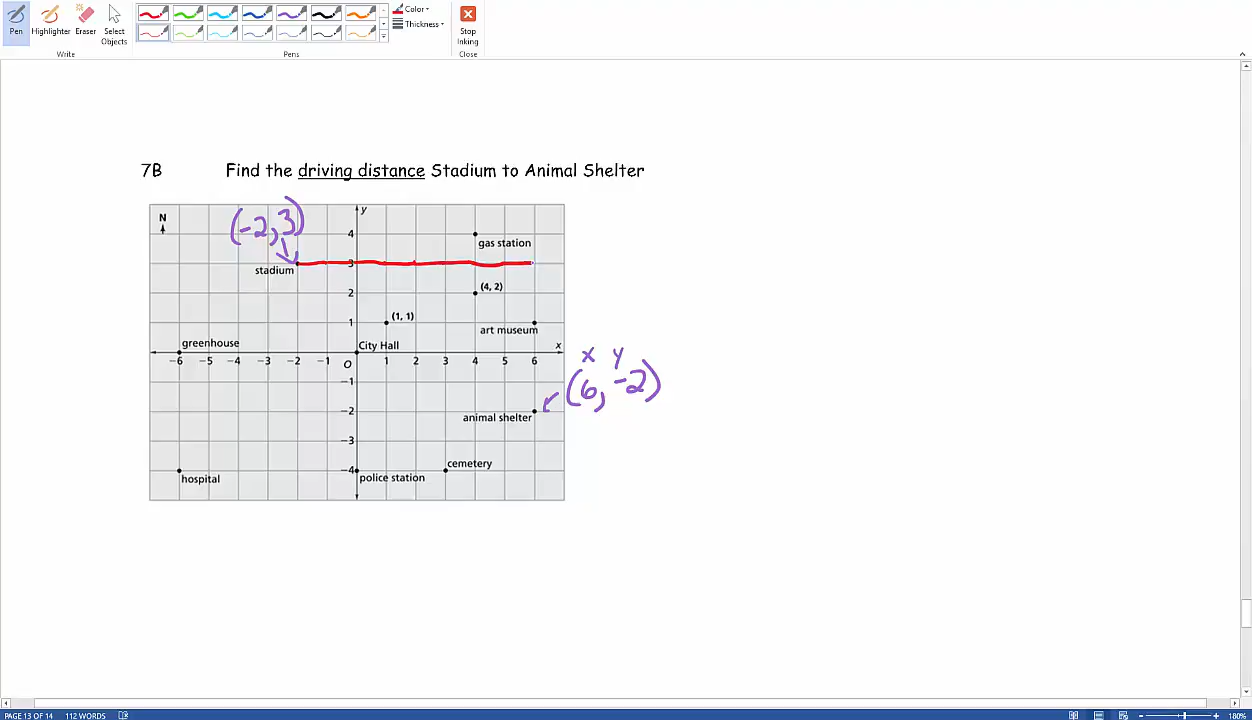 Color
Thickness
Pen
Highlighter
Eraser
Select
Objects
Stop
Inking
Write
Pens
Close
7B Find the driving distance Stadium to Animal Shelter
N
(-2, 3)
y
4
gas station
3
stadium
2
(4, 2)
1
(1, 1)
art museum
greenhouse
City Hall
x
−6 −5 −4 −3 −2 −1 O 1 2 3 4 5 6
x y
(6, -2)
−1
−2
animal shelter
−3
−4
cemetery
hospital
police station
PAGE 13 OF 14 112 WORDS
180%